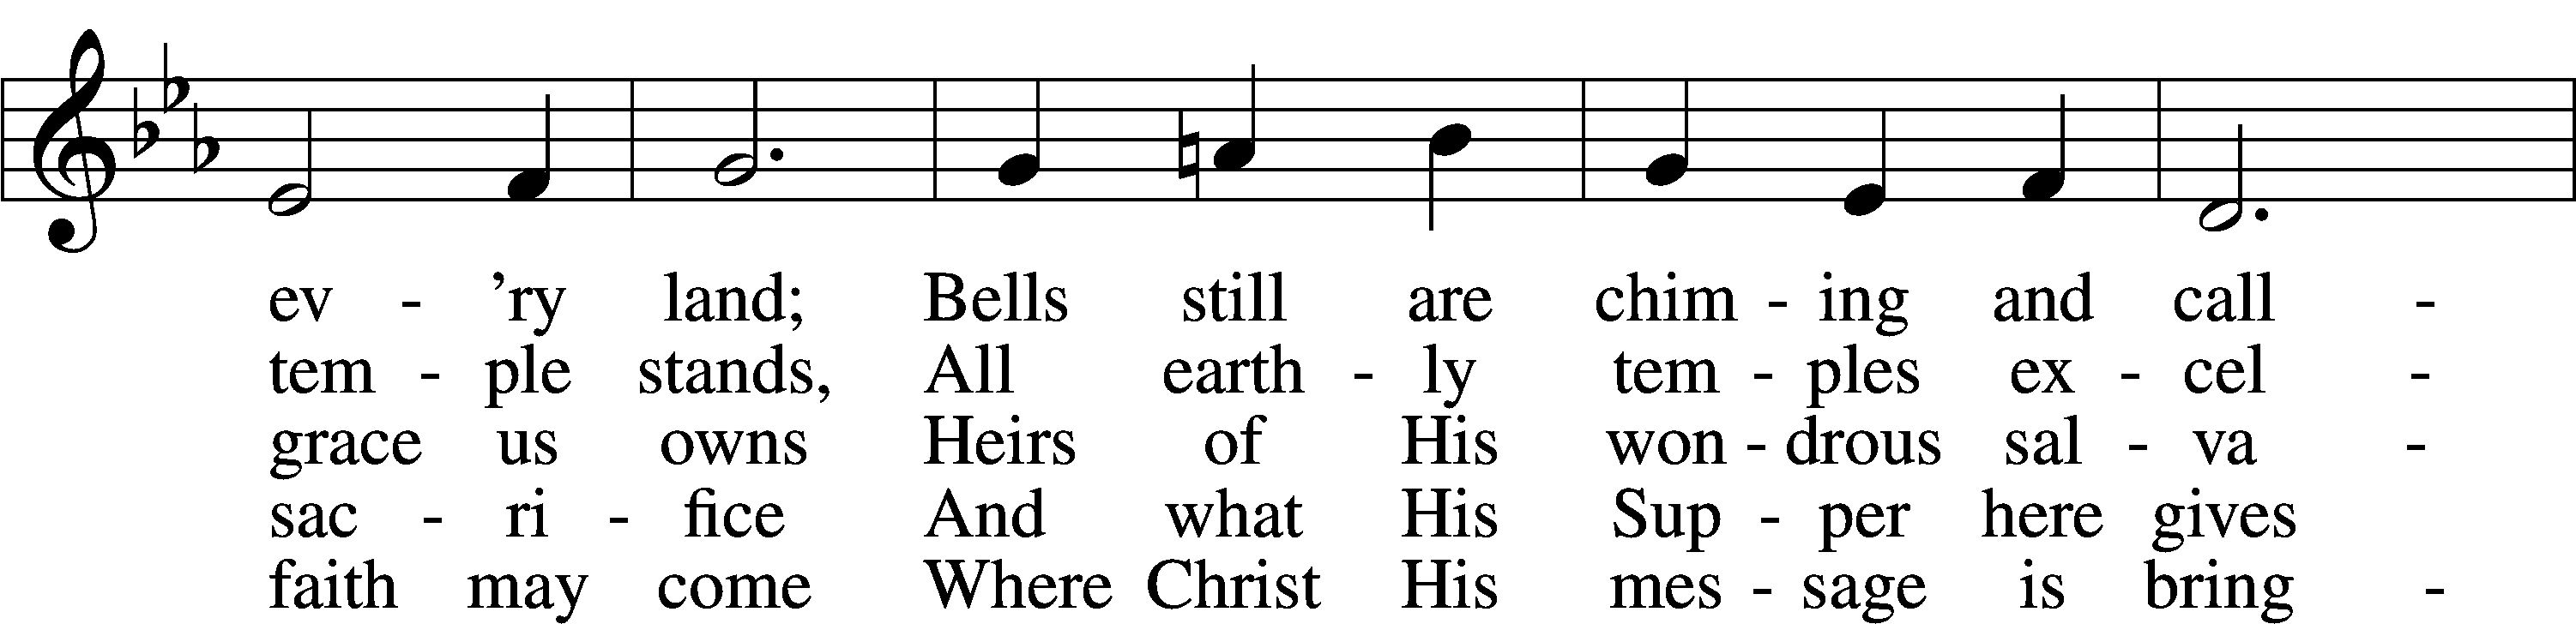 ev - ’ry land; Bells still are chim - ing and call -
tem - ple stands, All earth - ly tem - ples ex - cel -
grace us owns Heirs of His won - drous sal - va -
sac - ri - fice And what His Sup - per here gives
faith may come Where Christ His mes - sage is bring -